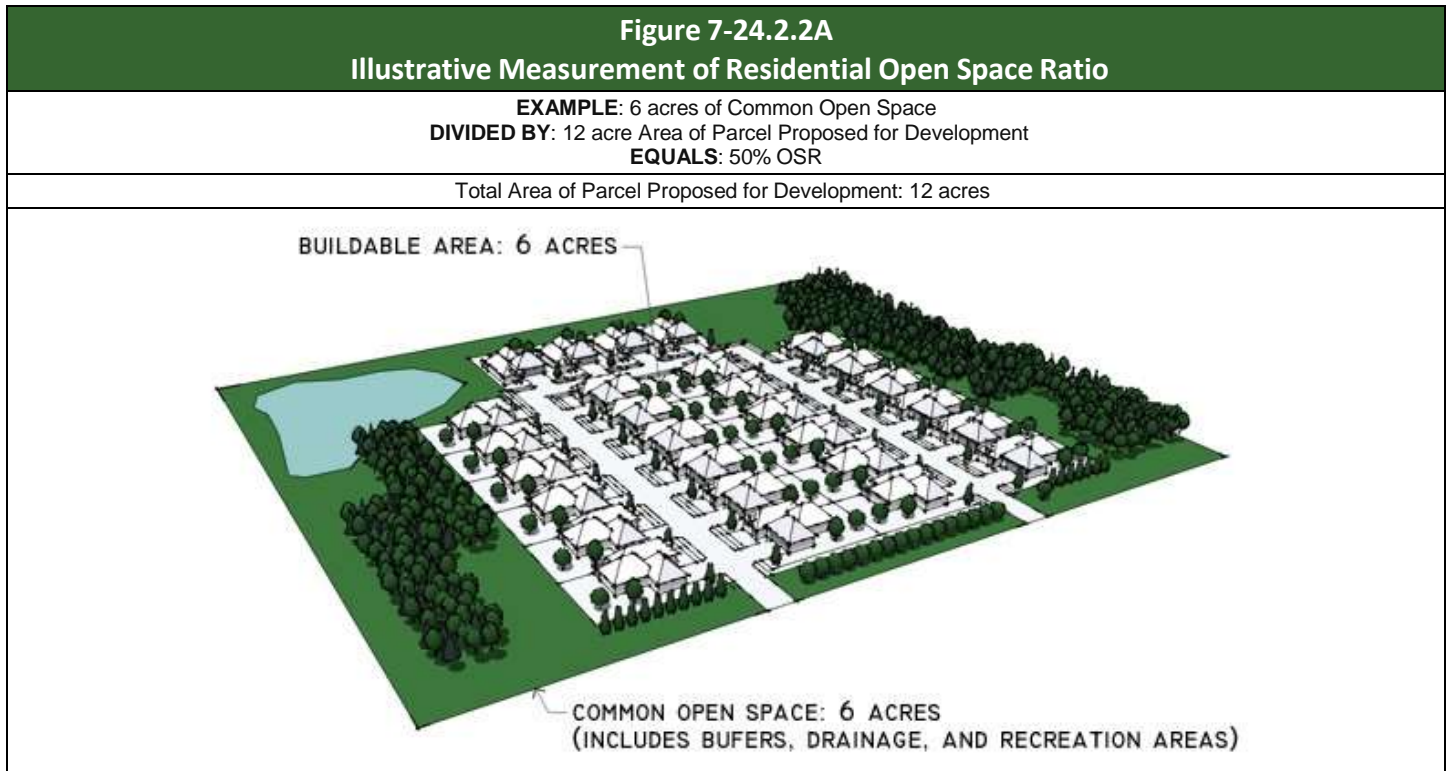 Figure 7-24.2.2A
Illustrative Measurement of Residential Open Space Ratio
EXAMPLE: 6 acres of Common Open Space
DIVIDED BY: 12 acre Area of Parcel Proposed for Development
EQUALS: 50% OSR
Total Area of Parcel Proposed for Development: 12 acres
BUILDABLE AREA: 6 ACRES
COMMON OPEN SPACE: 6 ACRES
(INCLUDES BUFERS, DRAINAGE, AND RECREATION AREAS)